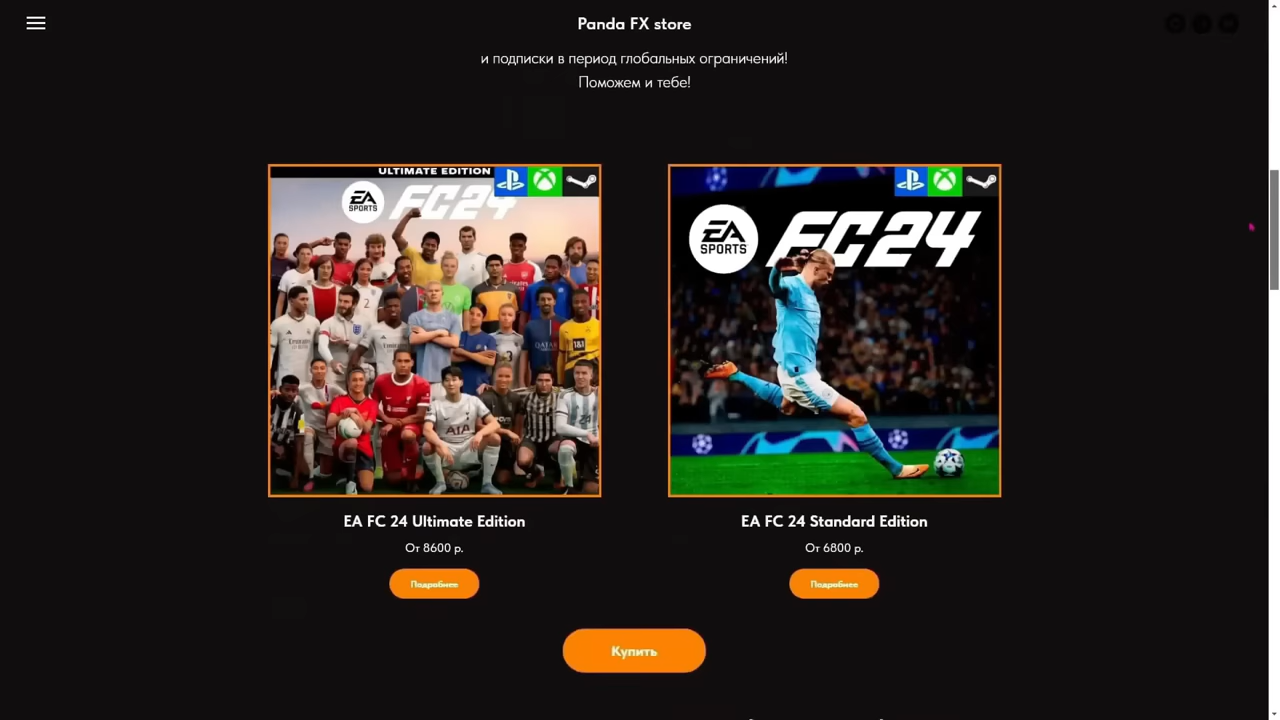 Panda FX store
и подписки в период глобальных ограничений!
Поможем и тебе!
ULTIMATE EDITION
EA SPORTS FC24
EA SPORTS FC24
EA FC 24 Ultimate Edition
От 8600 р.
Подробнее
EA FC 24 Standard Edition
От 6800 р.
Подробнее
Купить